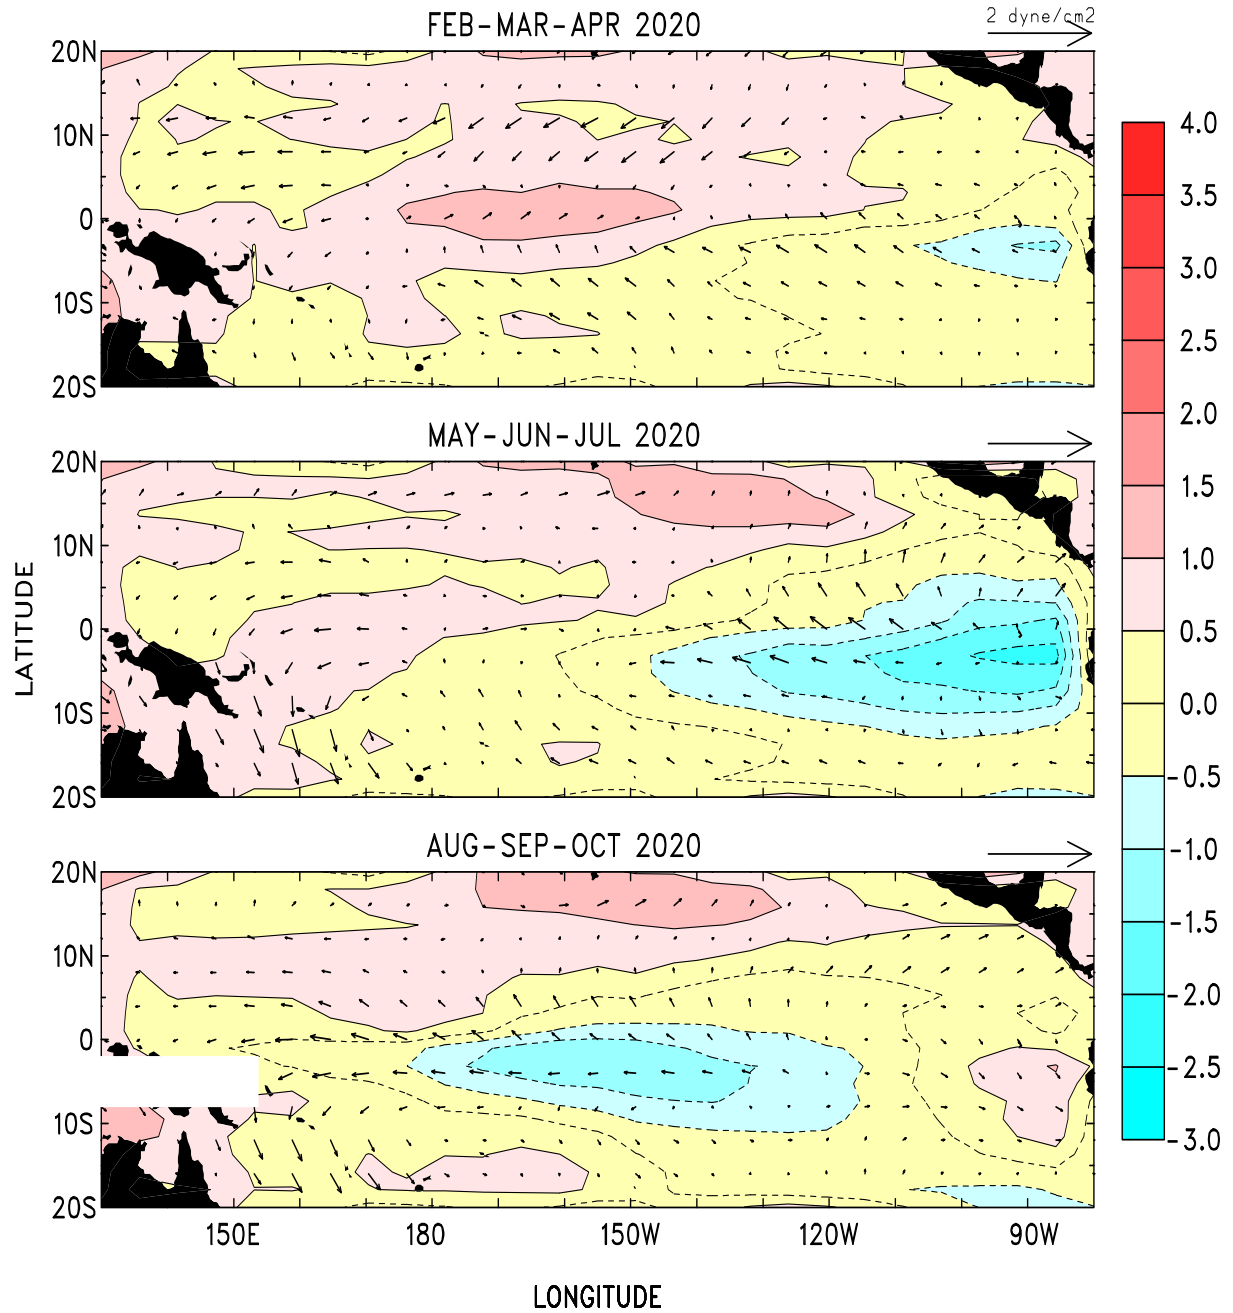 FEB-MAR-APR 2020
2 dyne/cm2
20N
10N
0
10S
20S
MAY-JUN-JUL 2020
20N
10N
0
10S
20S
AUG-SEP-OCT 2020
20N
10N
0
10S
20S
150E
180
150W
120W
90W
LATITUDE
LONGITUDE
4.0
3.5
3.0
2.5
2.0
1.5
1.0
0.5
0.0
-0.5
-1.0
-1.5
-2.0
-2.5
-3.0